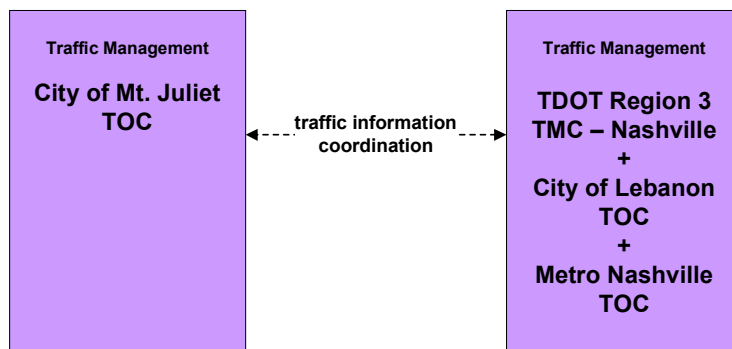 Traffic Management
City of Mt. Juliet
TOC
traffic information
coordination
Traffic Management
TDOT Region 3
TMC – Nashville
+
City of Lebanon
TOC
+
Metro Nashville
TOC